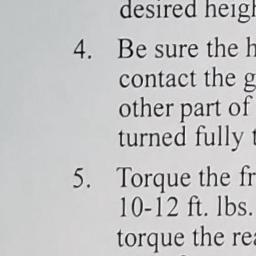 desired heig
4. Be sure the h
contact the g
other part of
turned fully t
5. Torque the fr
10-12 ft. lbs.
torque the rea